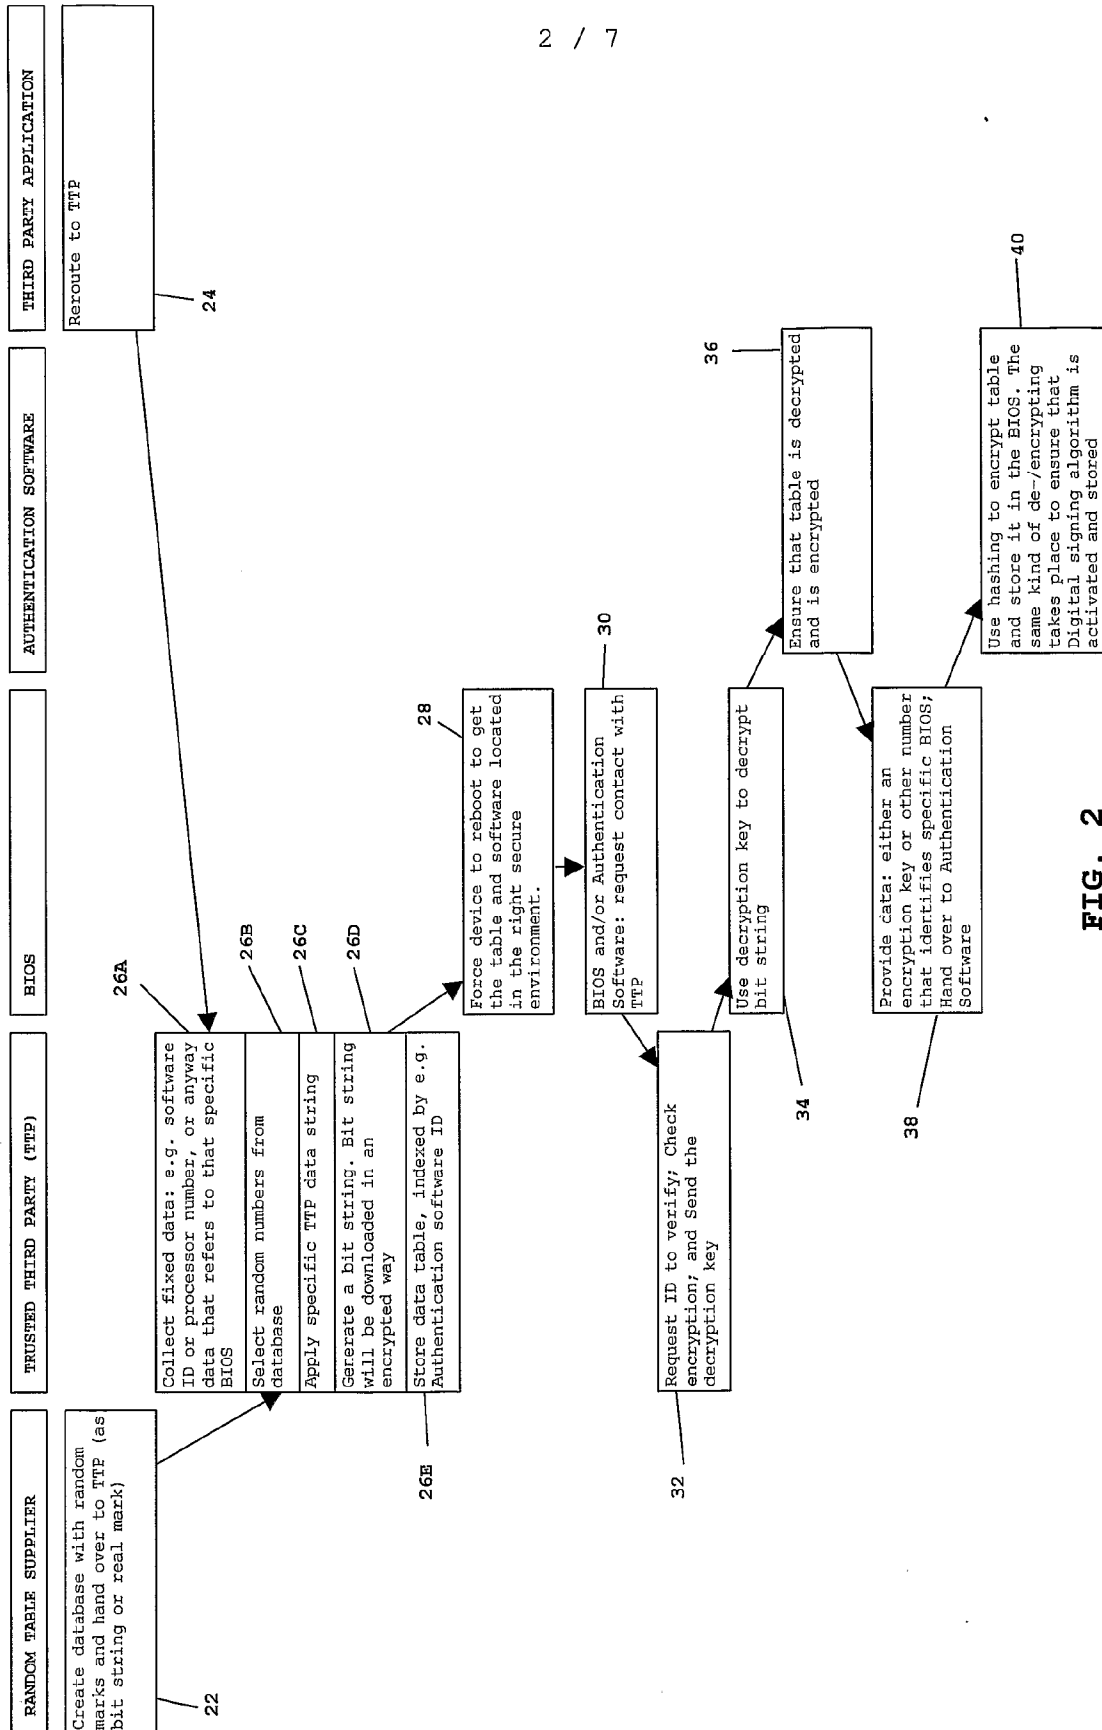 2 / 7
RANDOM TABLE SUPPLIER
TRUSTED THIRD PARTY (TTP)
BIOS
AUTHENTICATION SOFTWARE
THIRD PARTY APPLICATION
Create database with random
marks and hand over to TTP (as
bit string or real mark)
22
Reroute to TTP
24
26A
Collect fixed data: e.g. software
ID or processor number, or anyway
data that refers to that specific
BIOS
26B
Select random numbers from
database
26C
Apply specific TTP data string
26D
Generate a bit string. Bit string
will be downloaded in an
encrypted way
Store data table, indexed by e.g.
Authentication software ID
26E
28
Force device to reboot to get
the table and software located
in the right secure
environment.
30
BIOS and/or Authentication
Software: request contact with
TTP
Request ID to verify; Check
encryption; and Send the
decryption key
32
Use decryption key to decrypt
bit string
34
36
Ensure that table is decrypted
and is encrypted
Provide data: either an
encryption key or other number
that identifies specific BIOS;
Hand over to Authentication
Software
38
40
Use hashing to encrypt table
and store it in the BIOS. The
same kind of de-/encrypting
takes place to ensure that
Digital signing algorithm is
activated and stored
FIG. 2